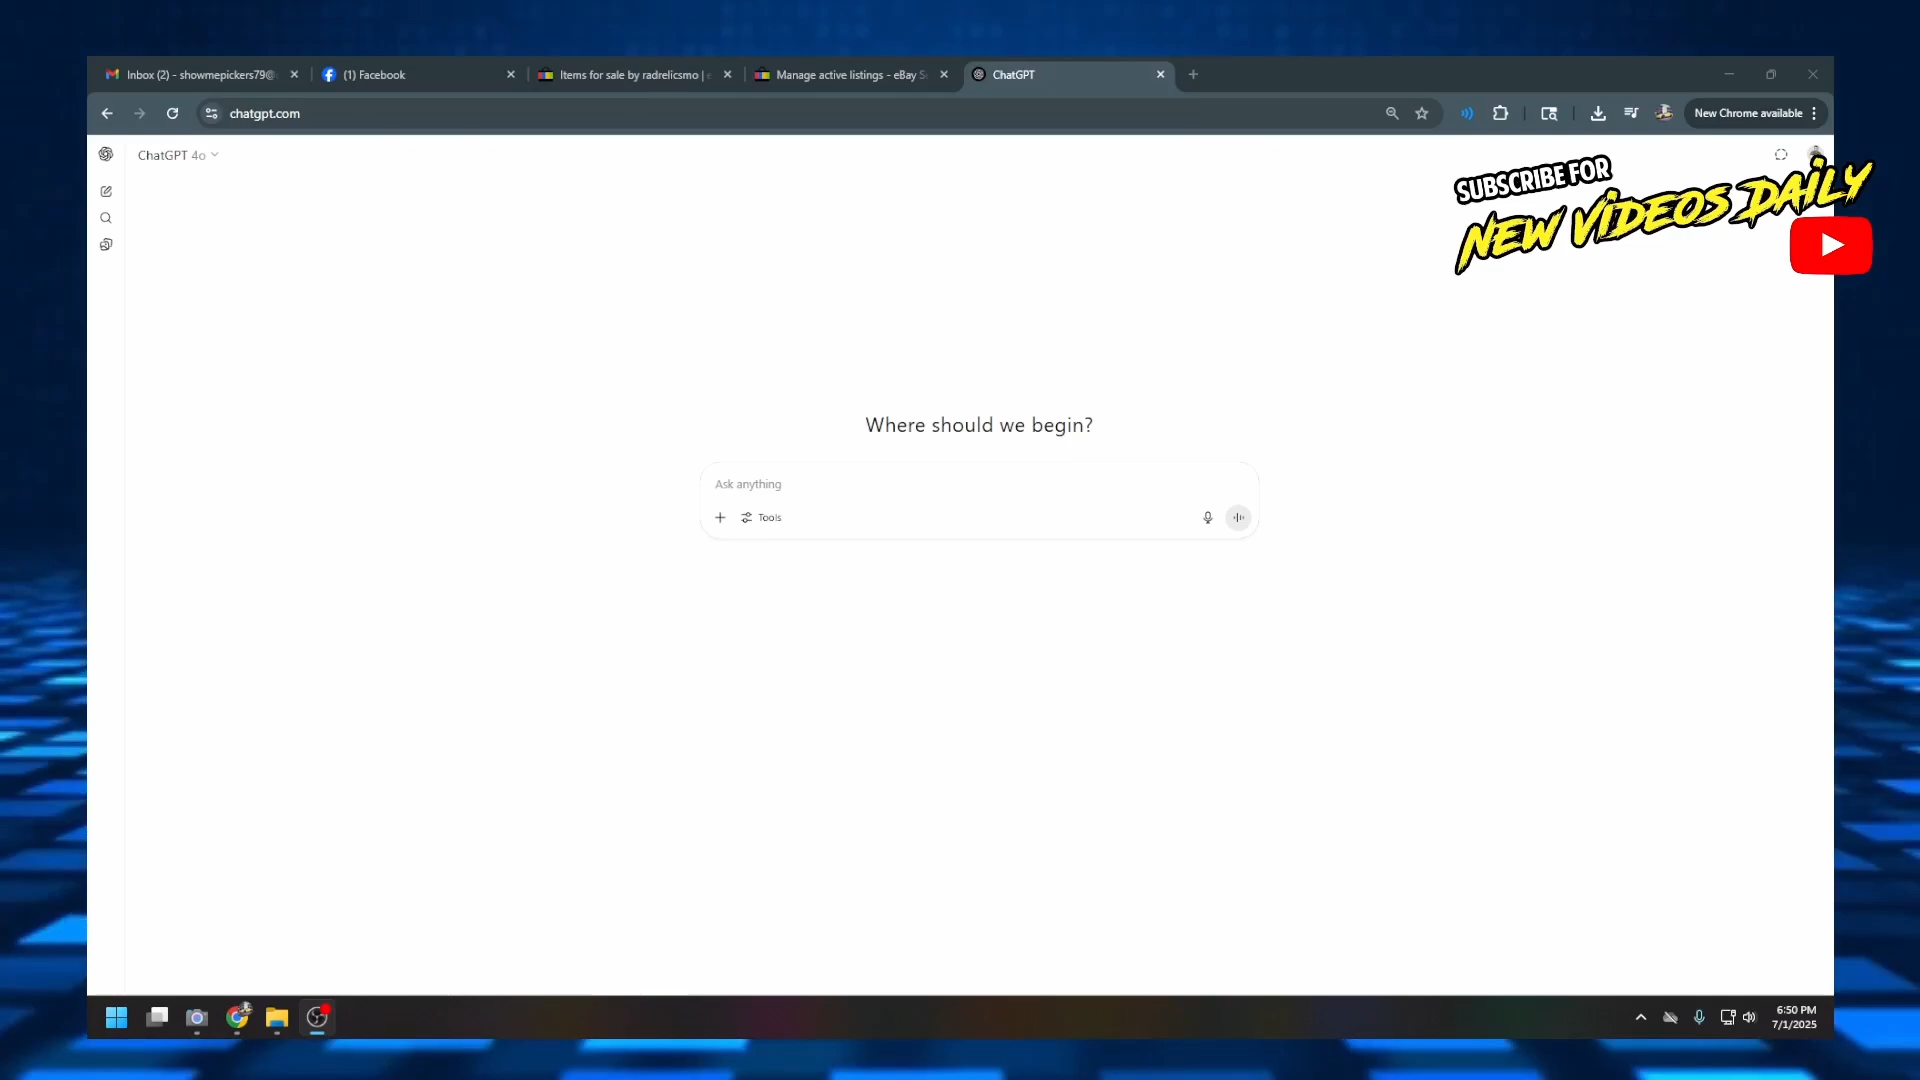 Inbox (2) - showmepickers79@
(1) Facebook
Items for sale by radrelicsmo |
Manage active listings - eBay
ChatGPT
chatgpt.com
New Chrome available
ChatGPT 4o
SUBSCRIBE FOR
NEW VIDEOS DAILY
Where should we begin?
Ask anything
Tools
6:50 PM
7/1/2025